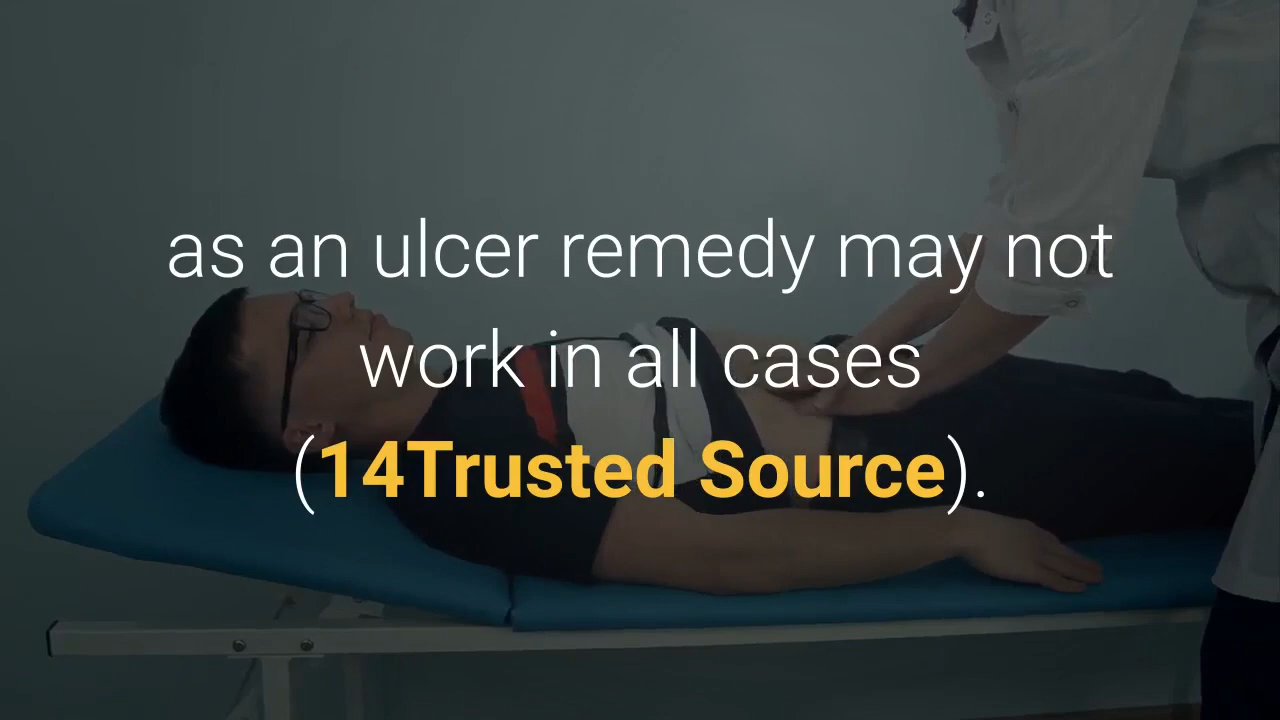 as an ulcer remedy may not
work in all cases
(14Trusted Source).